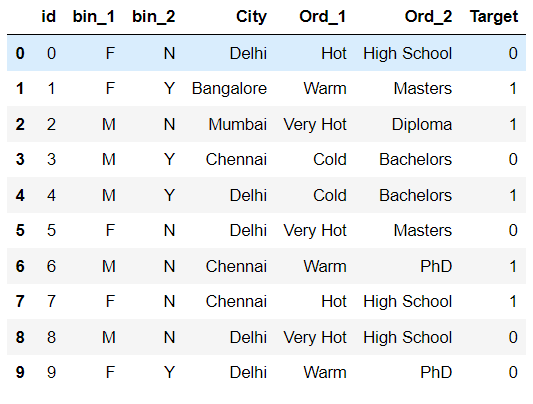 id bin_1 bin_2 City Ord_1 Ord_2 Target
0 0 F N Delhi Hot High School 0
1 1 F Y Bangalore Warm Masters 1
2 2 M N Mumbai Very Hot Diploma 1
3 3 M Y Chennai Cold Bachelors 0
4 4 M Y Delhi Cold Bachelors 1
5 5 F N Delhi Very Hot Masters 0
6 6 M N Chennai Warm PhD 1
7 7 F N Chennai Hot High School 1
8 8 M N Delhi Very Hot High School 0
9 9 F Y Delhi Warm PhD 0